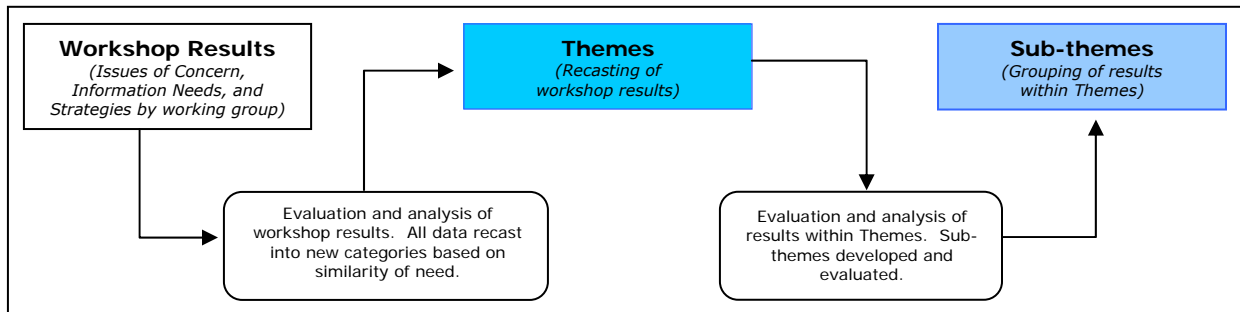 Workshop Results
(Issues of Concern,
Information Needs, and
Strategies by working group)
Evaluation and analysis of
workshop results.  All data recast
into new categories based on
similarity of need.
Themes
(Recasting of
workshop results)
Evaluation and analysis of
results within Themes.  Sub-
themes developed and
evaluated.
Sub-themes
(Grouping of results
within Themes)